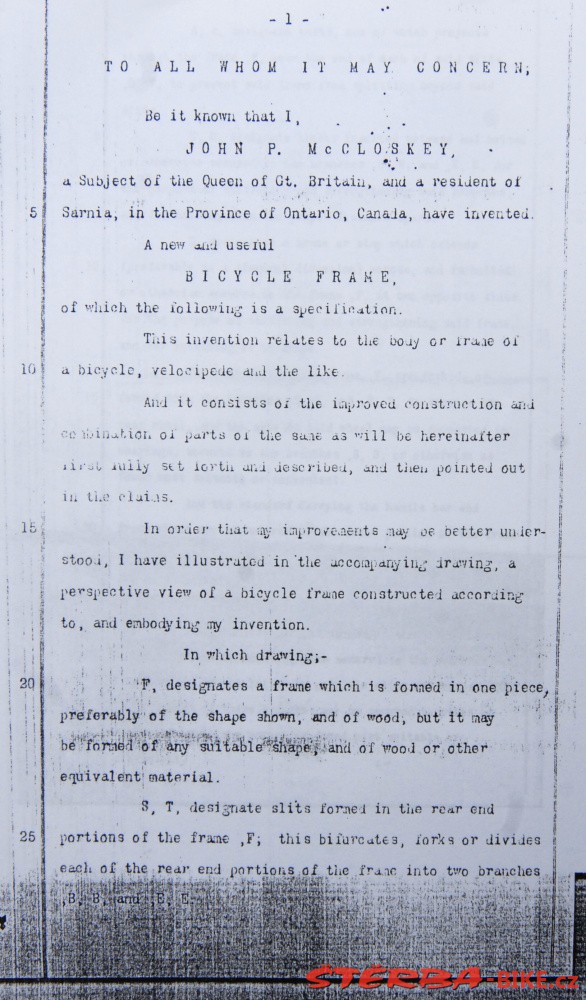 - 1 -
TO ALL WHOM IT MAY CONCERN;
Be it known that I,
JOHN P. McCLOSKEY,
a Subject of the Queen of Gt. Britain, and a resident of
5 Sarnia, in the Province of Ontario, Canada, have invented.
A new and useful
BICYCLE FRAME,
of which the following is a specification.
This invention relates to the body or frame of
10 a bicycle, velocipede and the like.
And it consists of the improved construction and
combination of parts of the same as will be hereinafter
first fully set forth and described, and then pointed out
in the claims.
15 In order that my improvements may be better under-
stood, I have illustrated in the accompanying drawing, a
perspective view of a bicycle frame constructed according
to, and embodying my invention.
In which drawing;-
20 F, designates a frame which is formed in one piece,
preferably of the shape shown, and of wood, but it may
be formed of any suitable shape, and of wood or other
equivalent material.
S, T, designate slits formed in the rear end
25 portions of the frame ,F; this bifurcates, forks or divides
each of the rear end portions of the frame into two branches
,B, B, and ,E, E.
ŠTĚRBA-BIKE.cz